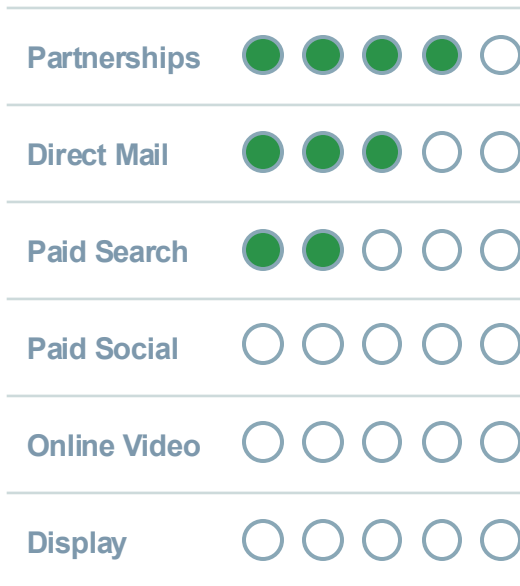 Partnerships
Direct Mail
Paid Search
Paid Social
Online Video
Display